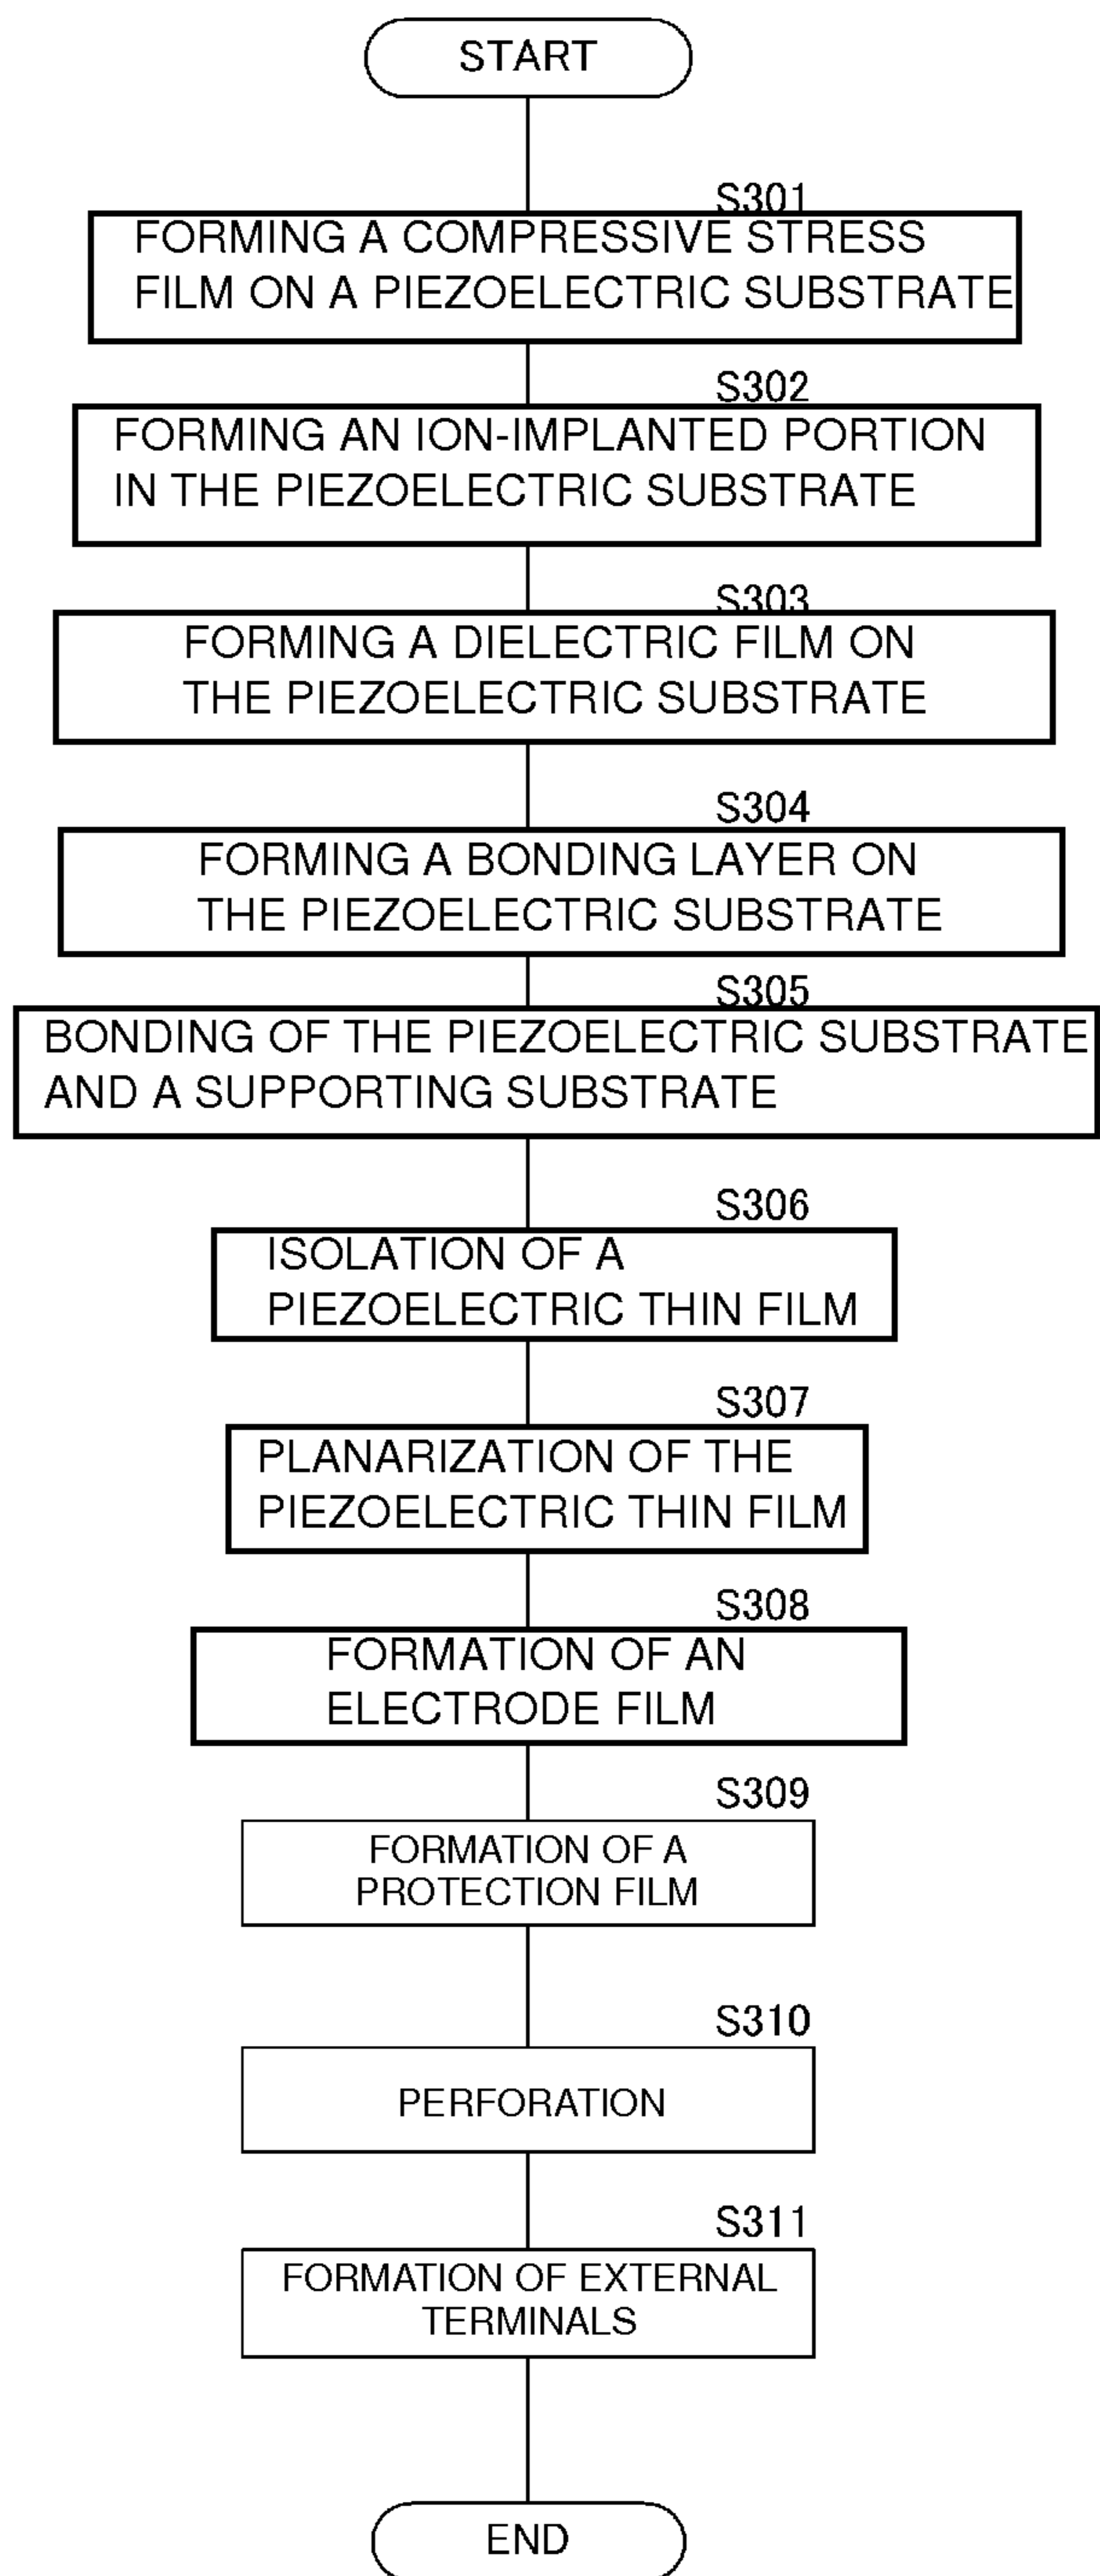 START
S301
FORMING A COMPRESSIVE STRESS
FILM ON A PIEZOELECTRIC SUBSTRATE
S302
FORMING AN ION-IMPLANTED PORTION
IN THE PIEZOELECTRIC SUBSTRATE
S303
FORMING A DIELECTRIC FILM ON
THE PIEZOELECTRIC SUBSTRATE
S304
FORMING A BONDING LAYER ON
THE PIEZOELECTRIC SUBSTRATE
S305
BONDING OF THE PIEZOELECTRIC SUBSTRATE
AND A SUPPORTING SUBSTRATE
S306
ISOLATION OF A
PIEZOELECTRIC THIN FILM
S307
PLANARIZATION OF THE
PIEZOELECTRIC THIN FILM
S308
FORMATION OF AN
ELECTRODE FILM
S309
FORMATION OF A
PROTECTION FILM
S310
PERFORATION
S311
FORMATION OF EXTERNAL
TERMINALS
END